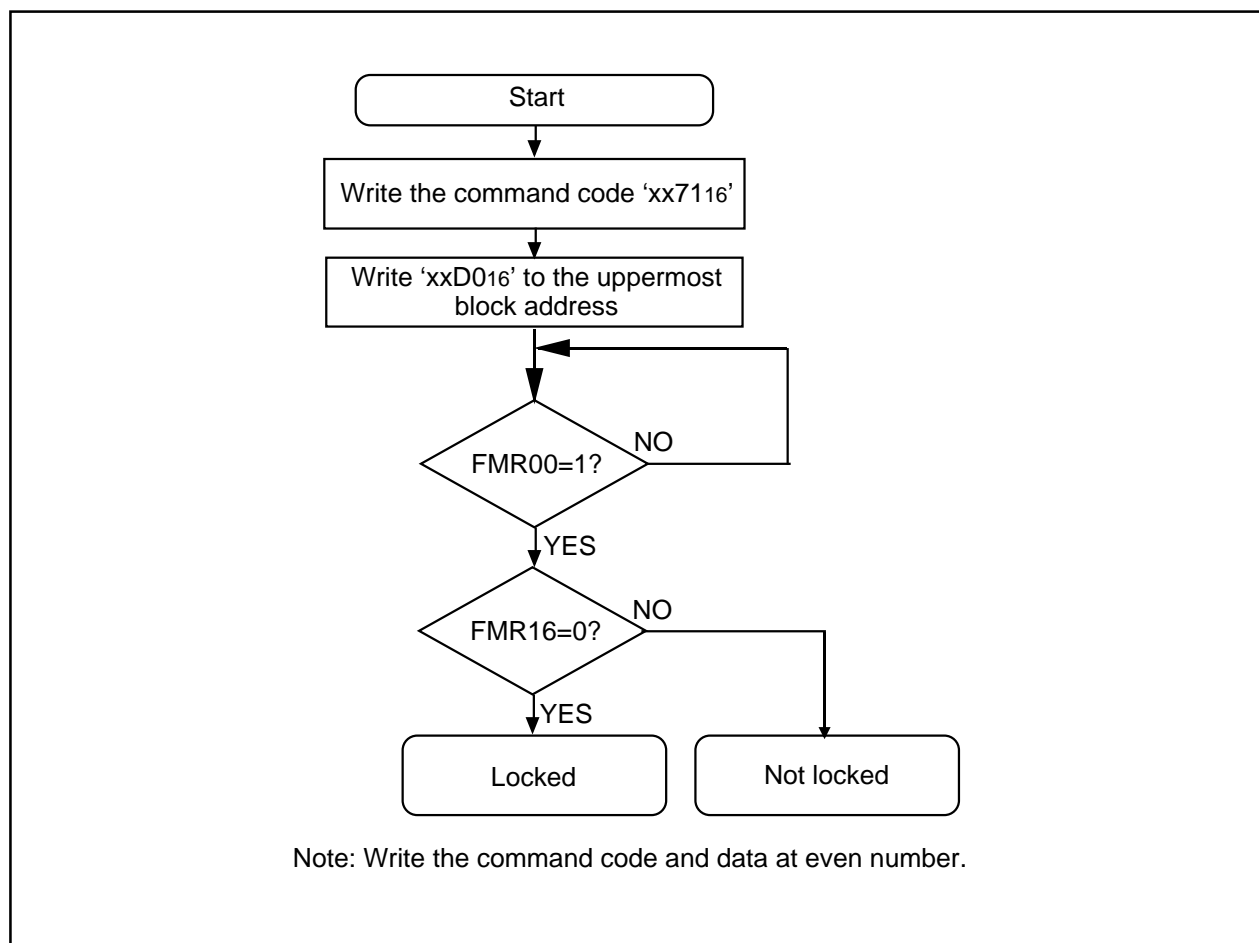 Start
Write the command code ‘xx7116’
Write ‘xxD016’ to the uppermost
block address
FMR00=1?
NO
YES
FMR16=0?
NO
YES
Locked
Not locked
Note: Write the command code and data at even number.